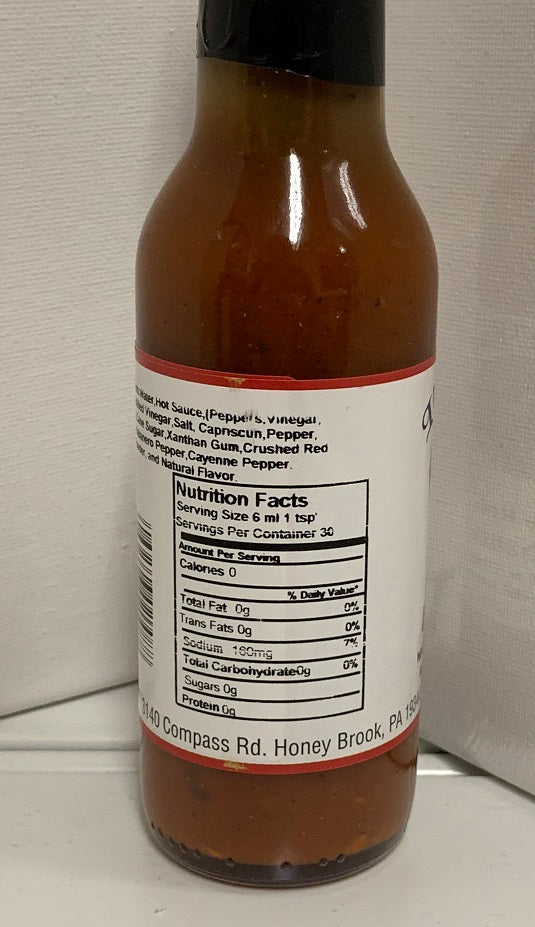 Water,Hot Sauce,(Peppers,Vinegar,
Vinegar,Salt, Capriscun,Pepper,
Sugar,Xanthan Gum,Crushed Red
Pepper,Cayenne Pepper.
and Natural Flavor.
Nutrition Facts
Serving Size 6 ml 1 tsp
Servings Per Container 30
Amount Per Serving
Calories 0
% Daily Value*
Total Fat 0g 0%
Trans Fats 0g 0%
Sodium 160mg 7%
Total Carbohydrate0g 0%
Sugars 0g
Protein 0g
3140 Compass Rd. Honey Brook, PA